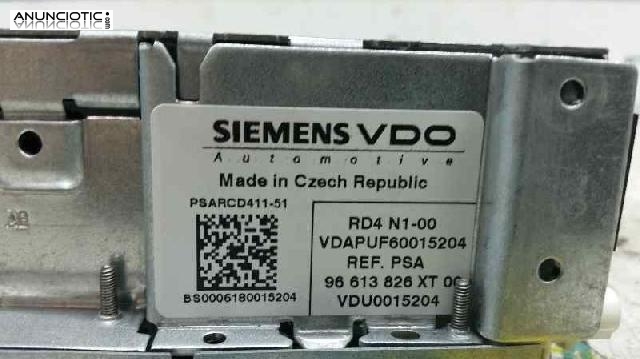 ANUNCIOTIC.com
SIEMENS VDO
Automotive
Made in Czech Republic
PSARCD411-51
BS0006180015204
RD4 N1-00
VDAPUF60015204
REF. PSA
96 613 826 XT 00
VDU0015204